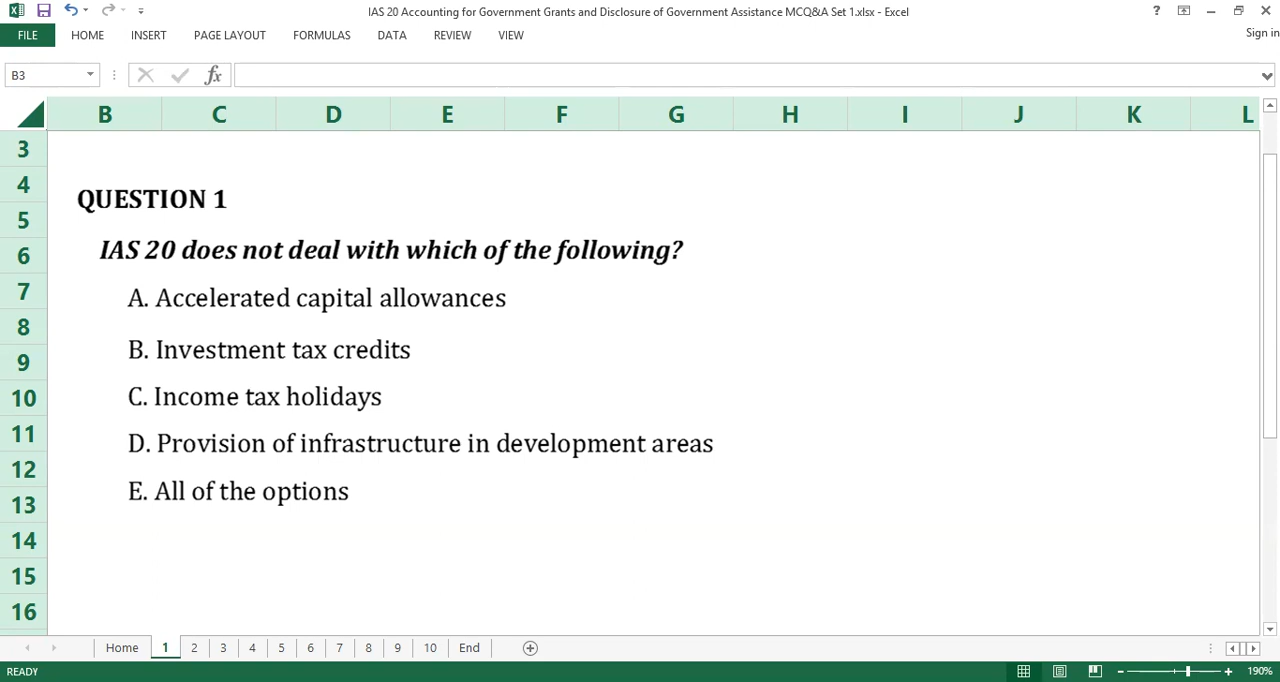 IAS 20 Accounting for Government Grants and Disclosure of Government Assistance MCQ&A Set 1.xlsx - Excel
?
FILE HOME INSERT PAGE LAYOUT FORMULAS DATA REVIEW VIEW Sign in
B3 fx
B C D E F G H I J K L
3
4
QUESTION 1
5
6 IAS 20 does not deal with which of the following?
7 A. Accelerated capital allowances
8
9 B. Investment tax credits
10 C. Income tax holidays
11 D. Provision of infrastructure in development areas
12
13 E. All of the options
14
15
16
Home 1 2 3 4 5 6 7 8 9 10 End
READY 190%